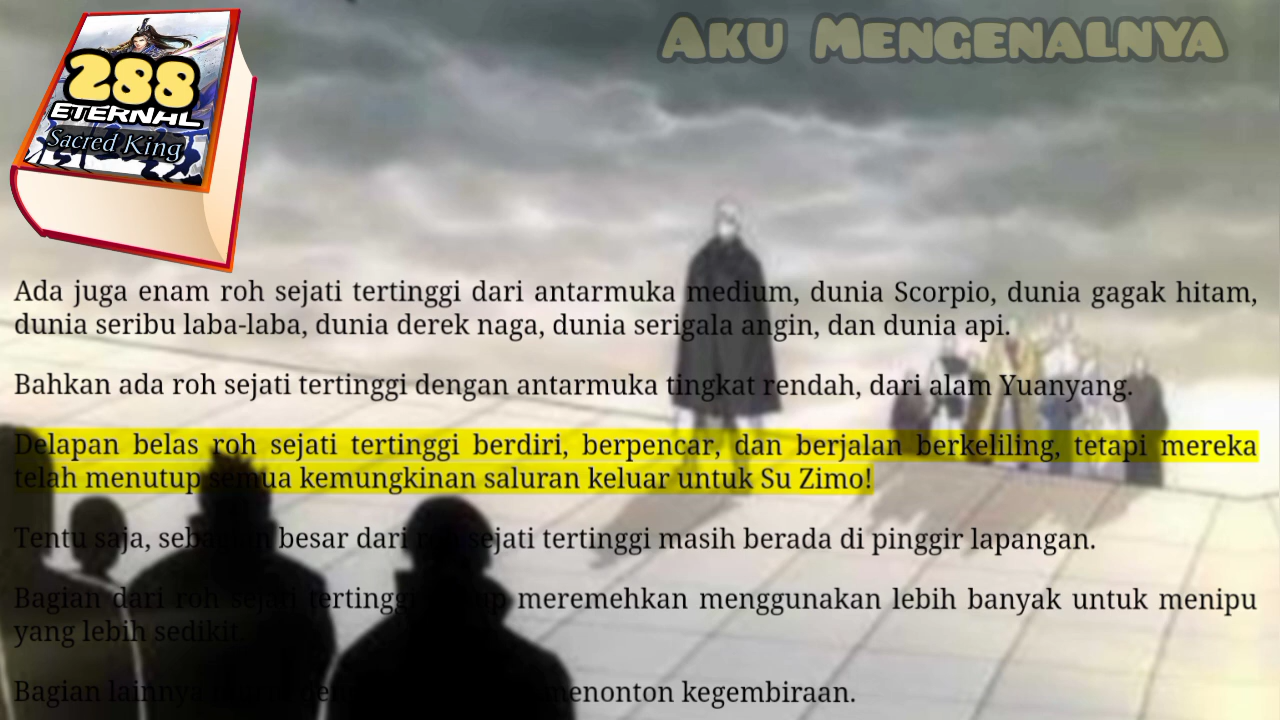 Aku Mengenalnya
288
ETERNAL
Sacred King
Ada juga enam roh sejati tertinggi dari antarmuka medium, dunia Scorpio, dunia gagak hitam,
dunia seribu laba-laba, dunia derek naga, dunia serigala angin, dan dunia api.
Bahkan ada roh sejati tertinggi dengan antarmuka tingkat rendah, dari alam Yuanyang.
Delapan belas roh sejati tertinggi berdiri, berpencar, dan berjalan berkeliling, tetapi mereka
telah menutup semua kemungkinan saluran keluar untuk Su Zimo!
Tentu saja, sebagian besar dari roh sejati tertinggi masih berada di pinggir lapangan.
Bagian dari roh sejati tertinggi meremehkan menggunakan lebih banyak untuk menipu
yang lebih sedikit.
Bagian lainnya menonton kegembiraan.